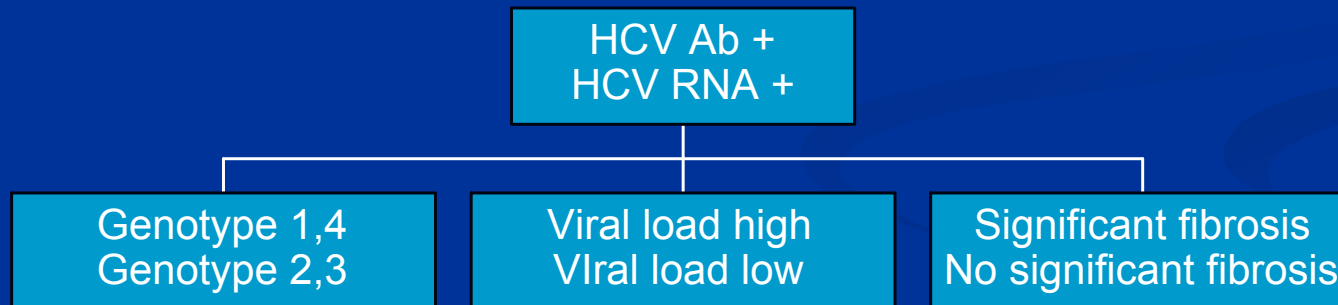 HCV Ab +
HCV RNA +
Genotype 1,4
Genotype 2,3
Viral load high
VIral load low
Significant fibrosis
No significant fibrosis